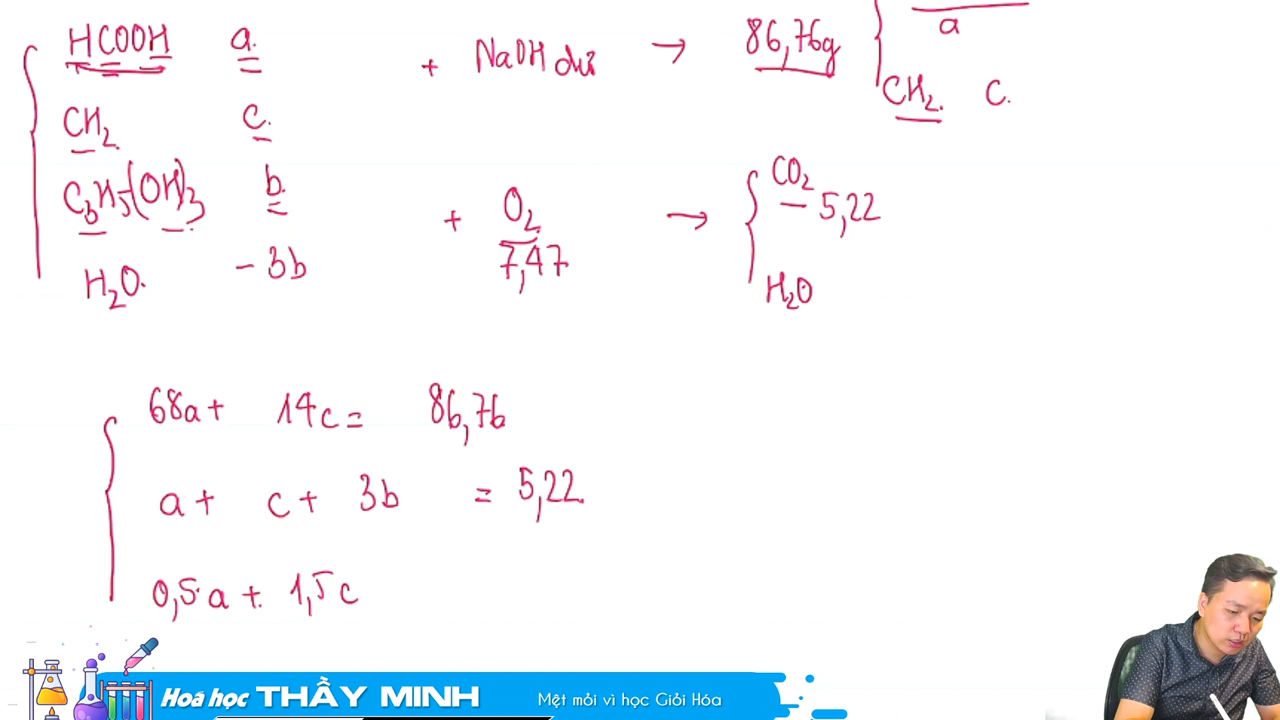 HCOOH a. + NaOH dư → 86,76g
a
CH₂. c.
CH₂ c.
C₃H₅(OH)₃ b. + O₂ → CO₂ 5,22
7,47
H₂O. - 3b H₂O
68a + 14c = 86,76
a + c + 3b = 5,22
0,5a + 1,5c
Hoá học THẦY MINH Mệt mỏi vì học Giỏi Hóa